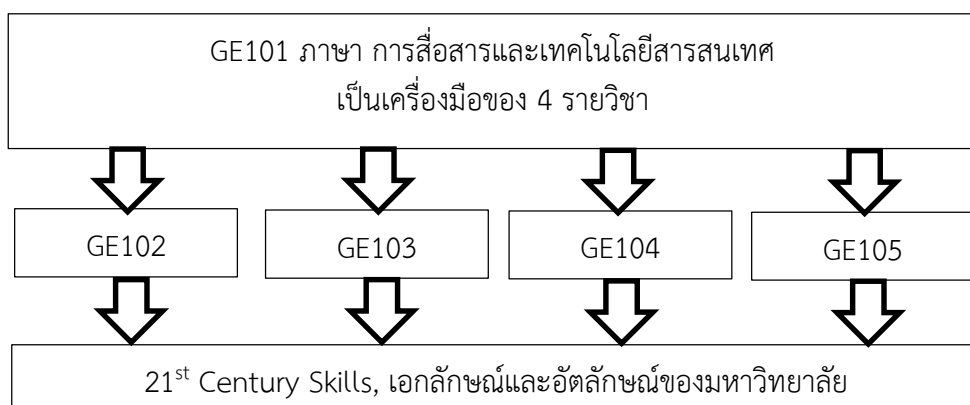 GE101 ภาษา การสื่อสารและเทคโนโลยีสารสนเทศ
เป็นเครื่องมือของ 4 รายวิชา
GE102
GE103
GE104
GE105
21st Century Skills, เอกลักษณ์และอัตลักษณ์ของมหาวิทยาลัย